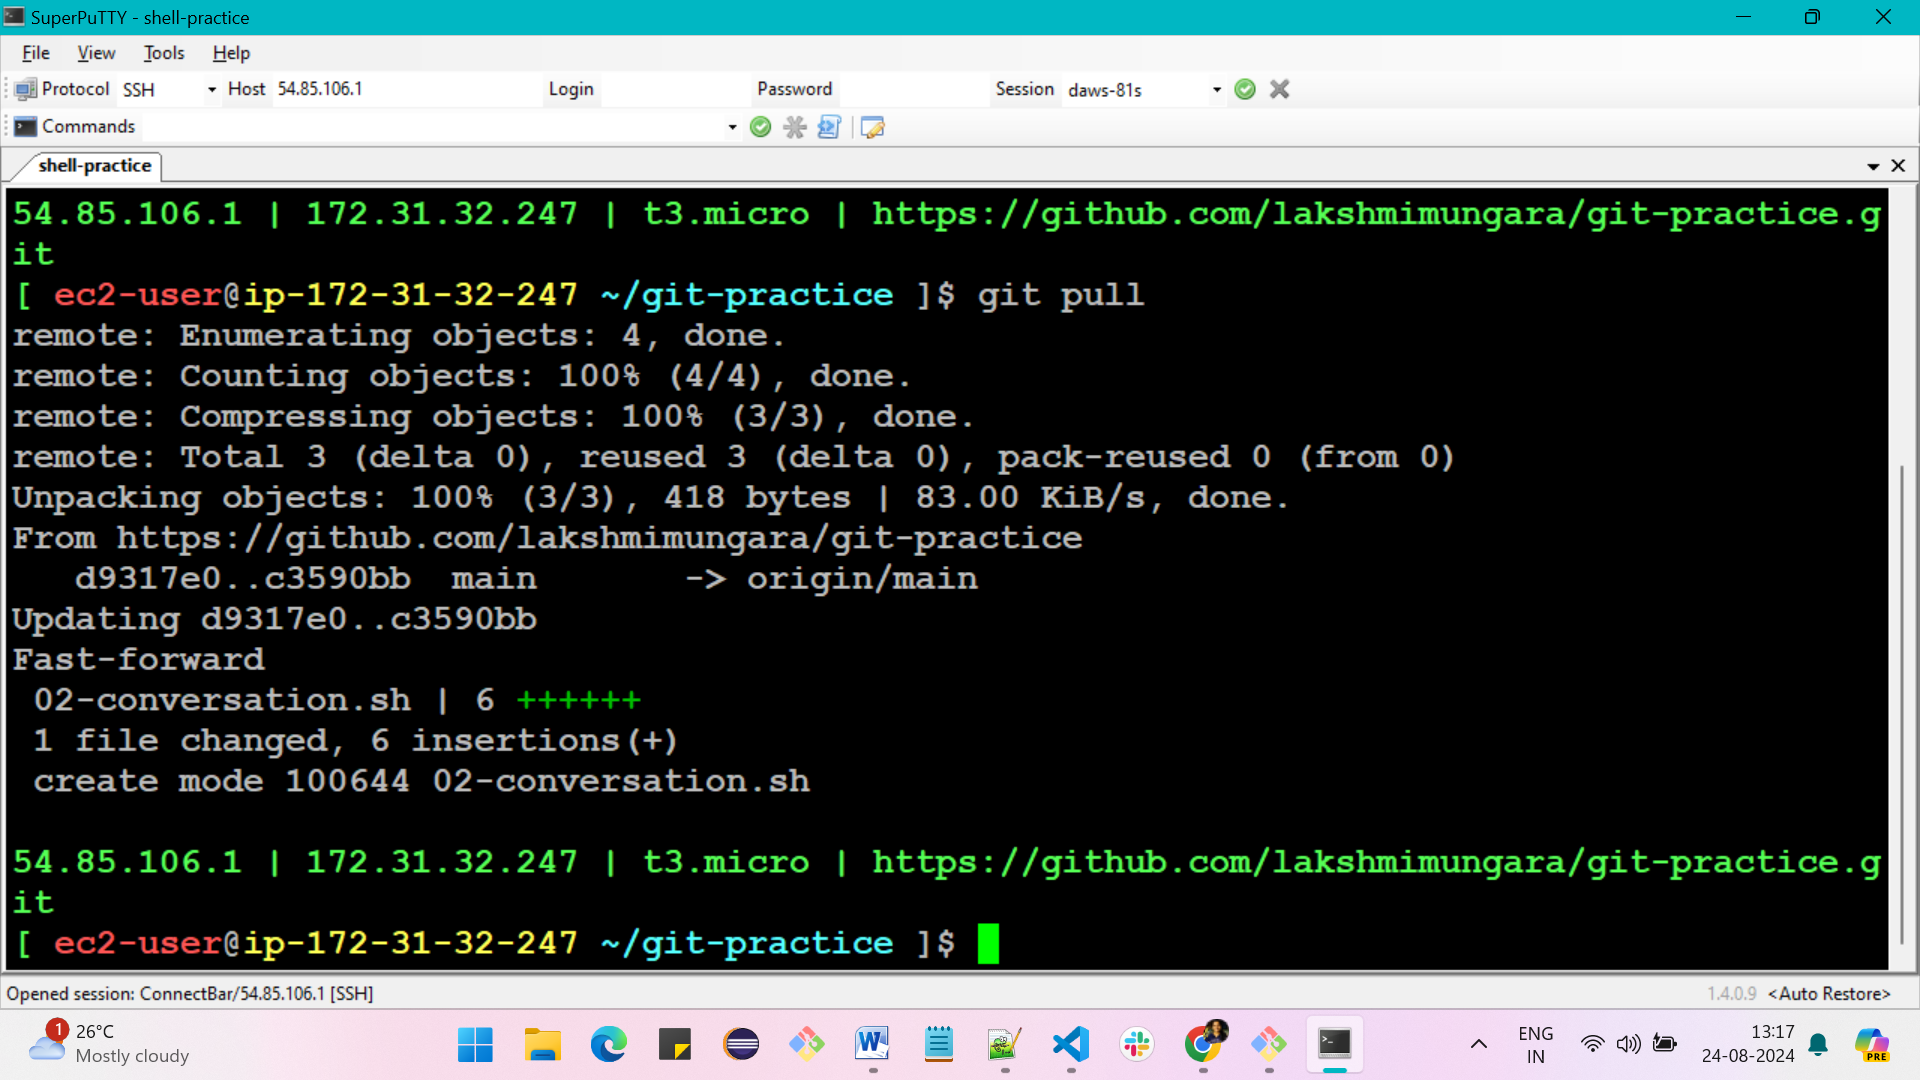 SuperPuTTY - shell-practice
File View Tools Help
Protocol SSH Host 54.85.106.1 Login Password Session daws-81s
Commands
shell-practice
54.85.106.1 | 172.31.32.247 | t3.micro | https://github.com/lakshmimungara/git-practice.g
it
[ ec2-user@ip-172-31-32-247 ~/git-practice ]$ git pull
remote: Enumerating objects: 4, done.
remote: Counting objects: 100% (4/4), done.
remote: Compressing objects: 100% (3/3), done.
remote: Total 3 (delta 0), reused 3 (delta 0), pack-reused 0 (from 0)
Unpacking objects: 100% (3/3), 418 bytes | 83.00 KiB/s, done.
From https://github.com/lakshmimungara/git-practice
   d9317e0..c3590bb  main       -> origin/main
Updating d9317e0..c3590bb
Fast-forward
 02-conversation.sh | 6 ++++++
 1 file changed, 6 insertions(+)
 create mode 100644 02-conversation.sh
54.85.106.1 | 172.31.32.247 | t3.micro | https://github.com/lakshmimungara/git-practice.g
it
[ ec2-user@ip-172-31-32-247 ~/git-practice ]$
Opened session: ConnectBar/54.85.106.1 [SSH] 1.4.0.9 <Auto Restore>
1 26°C
Mostly cloudy
W
ENG
IN
13:17
24-08-2024
PRE